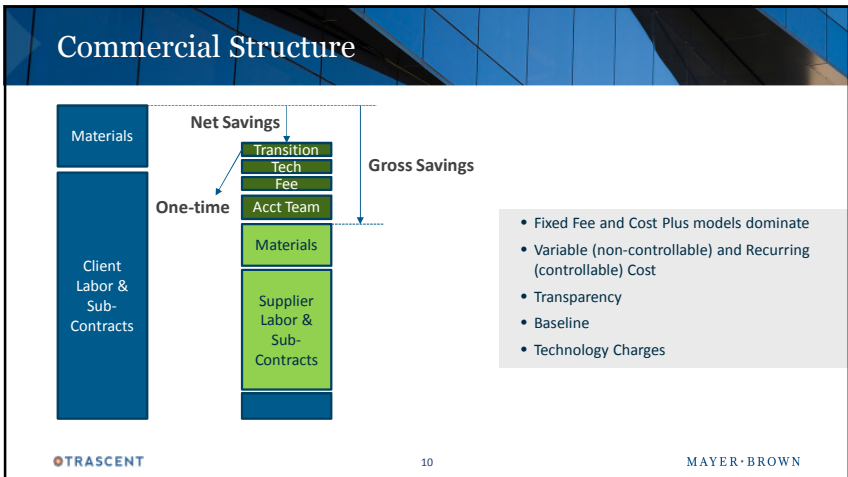 Commercial Structure
Materials
Client
Labor &
Sub-
Contracts
Net Savings
One-time
Transition
Tech
Fee
Acct Team
Materials
Supplier
Labor &
Sub-
Contracts
Gross Savings
• Fixed Fee and Cost Plus models dominate
• Variable (non-controllable) and Recurring
(controllable) Cost
• Transparency
• Baseline
• Technology Charges
TRASCENT
10
MAYER·BROWN